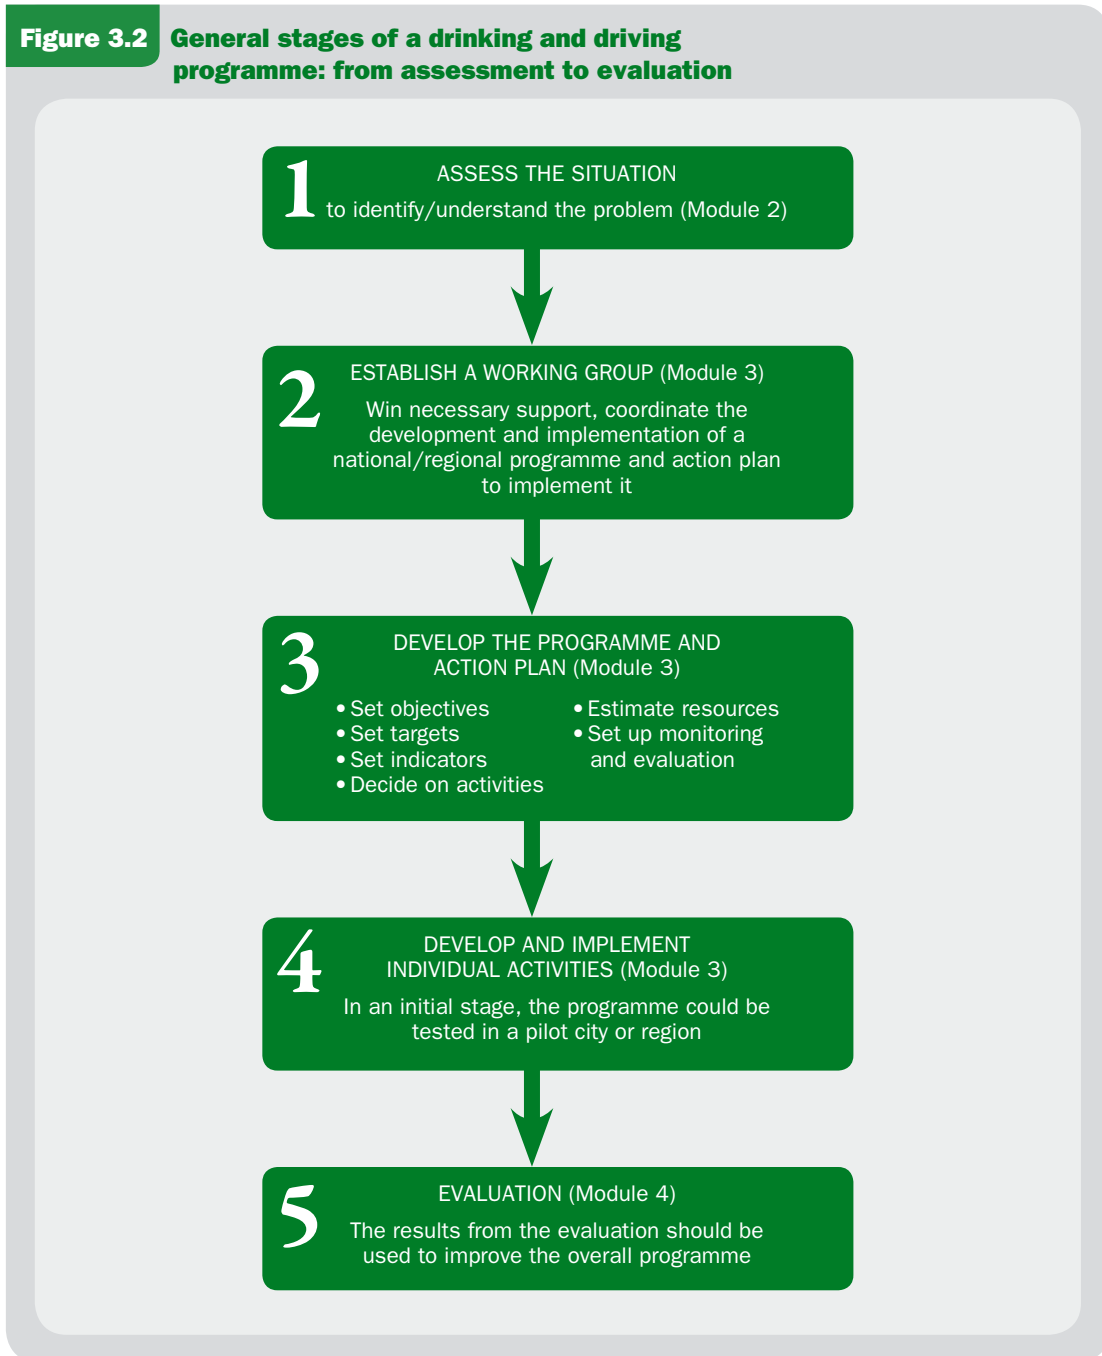 Figure 3.2
General stages of a drinking and driving
programme: from assessment to evaluation
1
ASSESS THE SITUATION
to identify/understand the problem (Module 2)
2
ESTABLISH A WORKING GROUP (Module 3)
Win necessary support, coordinate the
development and implementation of a
national/regional programme and action plan
to implement it
3
DEVELOP THE PROGRAMME AND
ACTION PLAN (Module 3)
• Set objectives
• Set targets
• Set indicators
• Decide on activities
• Estimate resources
• Set up monitoring
and evaluation
4
DEVELOP AND IMPLEMENT
INDIVIDUAL ACTIVITIES (Module 3)
In an initial stage, the programme could be
tested in a pilot city or region
5
EVALUATION (Module 4)
The results from the evaluation should be
used to improve the overall programme